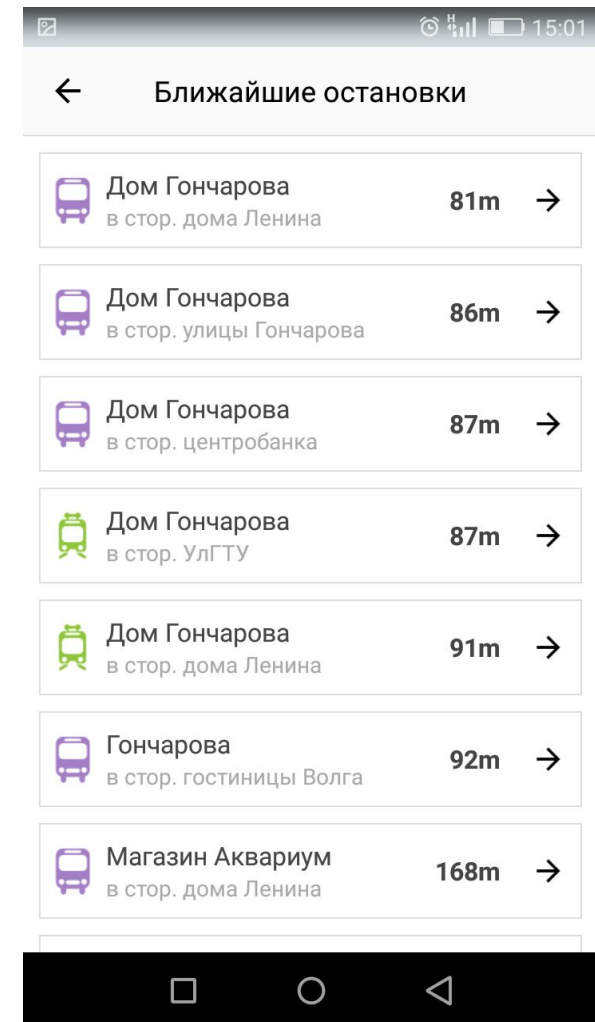 15:01
Ближайшие остановки
Дом Гончарова
в стор. дома Ленина
81m
Дом Гончарова
в стор. улицы Гончарова
86m
Дом Гончарова
в стор. центробанка
87m
Дом Гончарова
в стор. УлГТУ
87m
Дом Гончарова
в стор. дома Ленина
91m
Гончарова
в стор. гостиницы Волга
92m
Магазин Аквариум
в стор. дома Ленина
168m